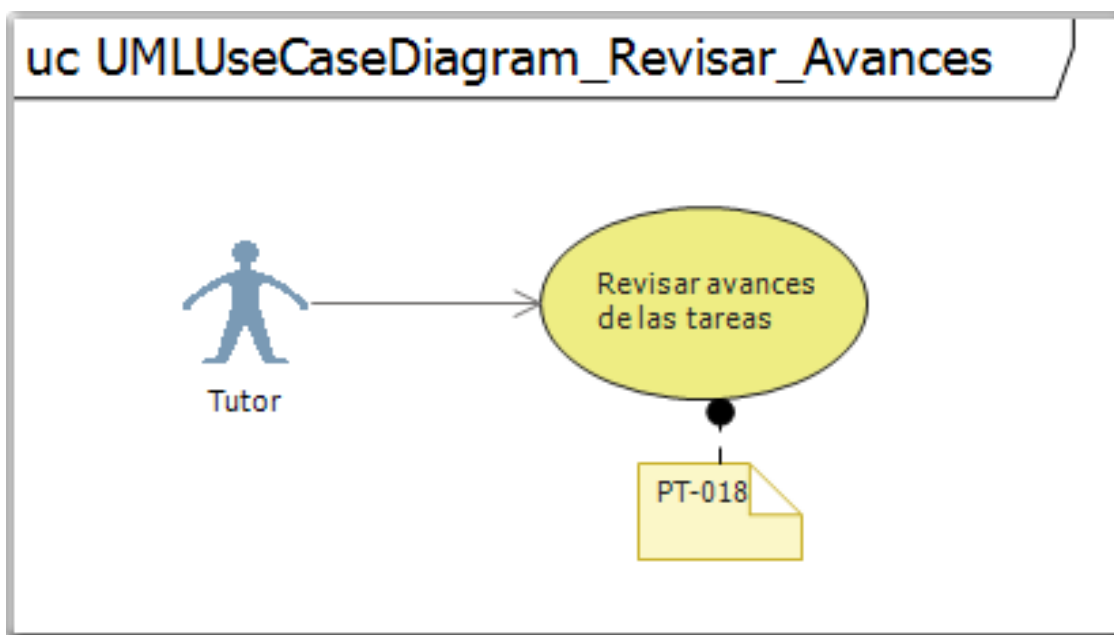 uc UMLUseCaseDiagram_Revisar_Avances
Revisar avances
de las tareas
Tutor
PT-018